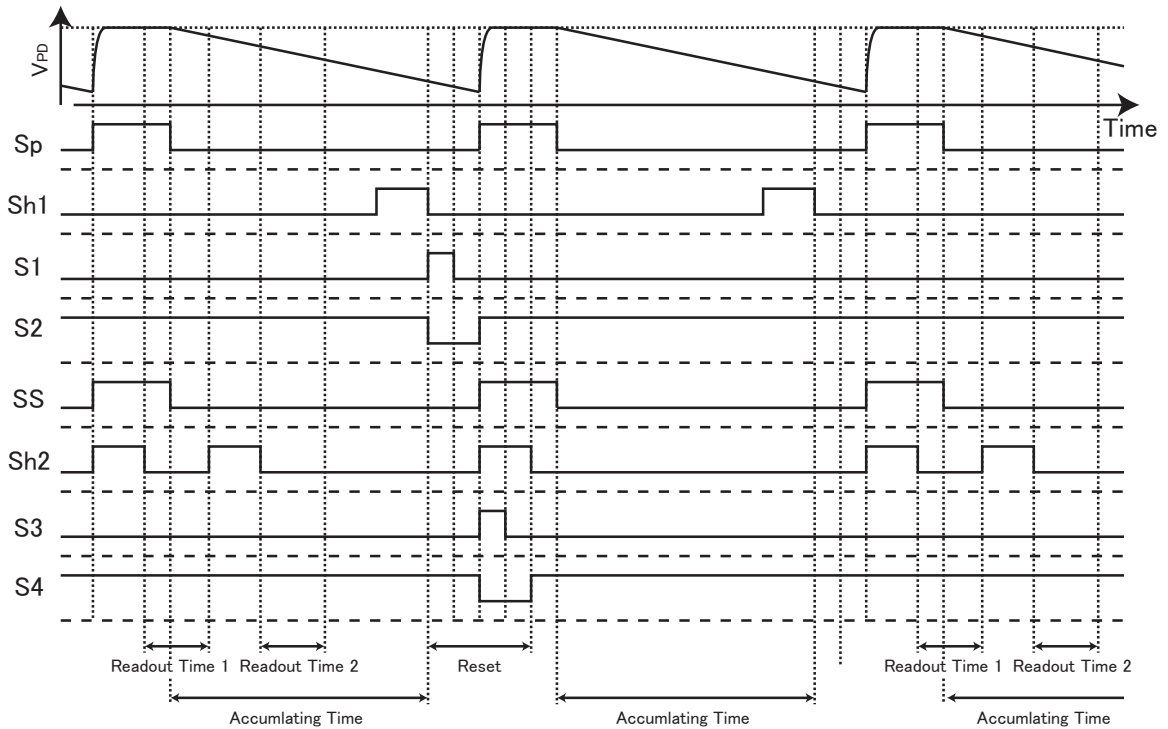 VPD
Time
Sp
Sh1
S1
S2
SS
Sh2
S3
S4
Readout Time 1 Readout Time 2 Reset Readout Time 1 Readout Time 2
Accumlating Time Accumlating Time Accumlating Time